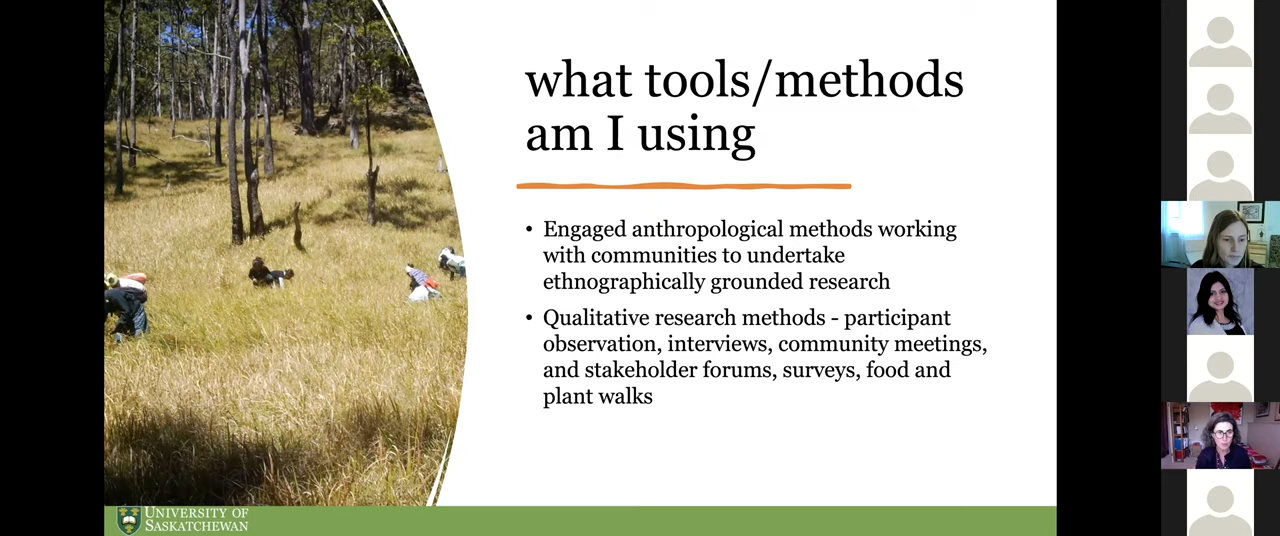 what tools/methods
am I using
• Engaged anthropological methods working
with communities to undertake
ethnographically grounded research
• Qualitative research methods - participant
observation, interviews, community meetings,
and stakeholder forums, surveys, food and
plant walks
UNIVERSITY OF
SASKATCHEWAN